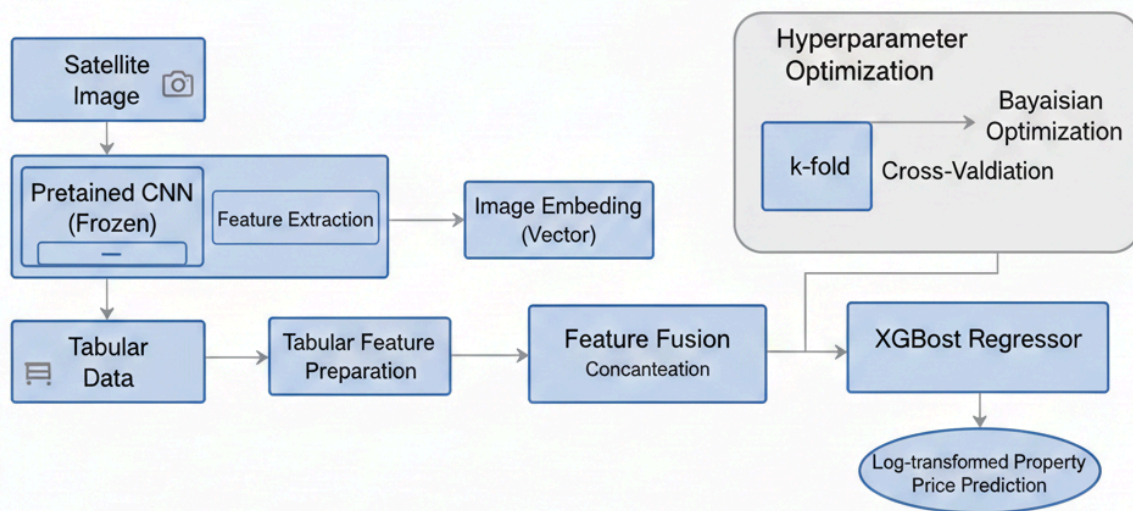 Satellite
Image
Pretained CNN
(Frozen)
Feature Extraction
Image Embeding
(Vector)
Hyperparameter
Optimization
k-fold
Bayaisian
Optimization
Cross-Valdiation
Tabular
Data
Tabular Feature
Preparation
Feature Fusion
Concanteation
XGBost Regressor
Log-transformed Property
Price Prediction